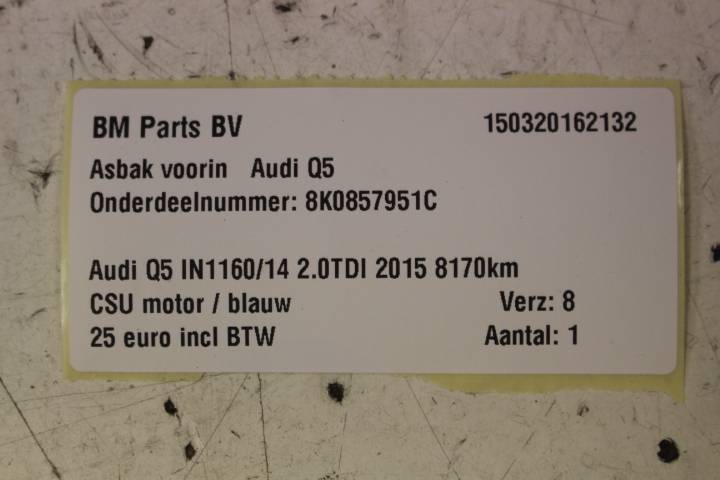 BM Parts BV 150320162132
Asbak voorin Audi Q5
Onderdeelnummer: 8K0857951C
Audi Q5 IN1160/14 2.0TDI 2015 8170km
CSU motor / blauw Verz: 8
25 euro incl BTW Aantal: 1